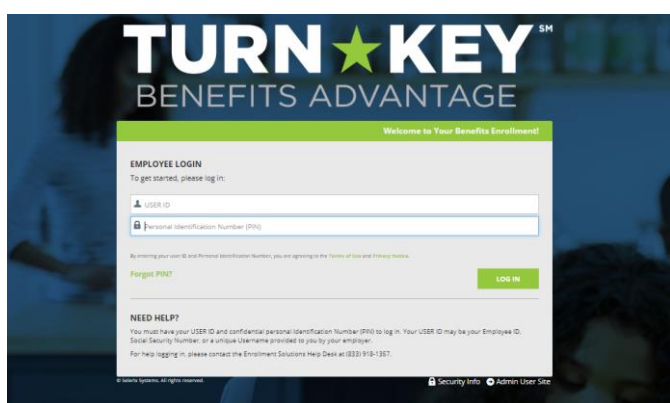 TURN★KEY SM
BENEFITS ADVANTAGE
Welcome to Your Benefits Enrollment!
EMPLOYEE LOGIN
To get started, please log in:
USER ID
Personal Identification Number (PIN)
By entering your user ID and Personal Identification Number, you are agreeing to the Terms of Use and Privacy Notice.
Forgot PIN?
LOG IN
NEED HELP?
You must have your USER ID and confidential personal identification Number (PIN) to log in. Your USER ID may be your Employee ID,
Social Security Number, or a unique Username provided to you by your employer.
For help logging in, please contact the Enrollment Solutions Help Desk at (833) 918-1357.
© Selerix Systems. All rights reserved.
Security Info Admin User Site